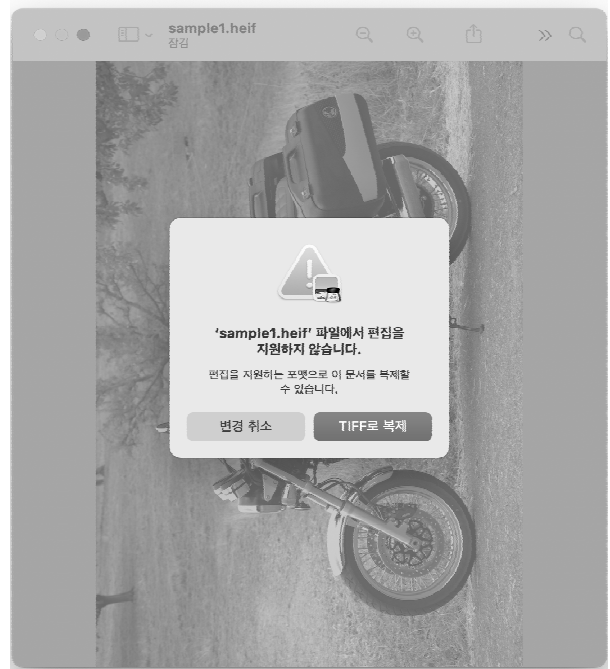 sample1.heif
잠김
‘sample1.heif’ 파일에서 편집을
지원하지 않습니다.
편집을 지원하는 포맷으로 이 문서를 복제할
수 있습니다.
변경 취소
TIFF로 복제